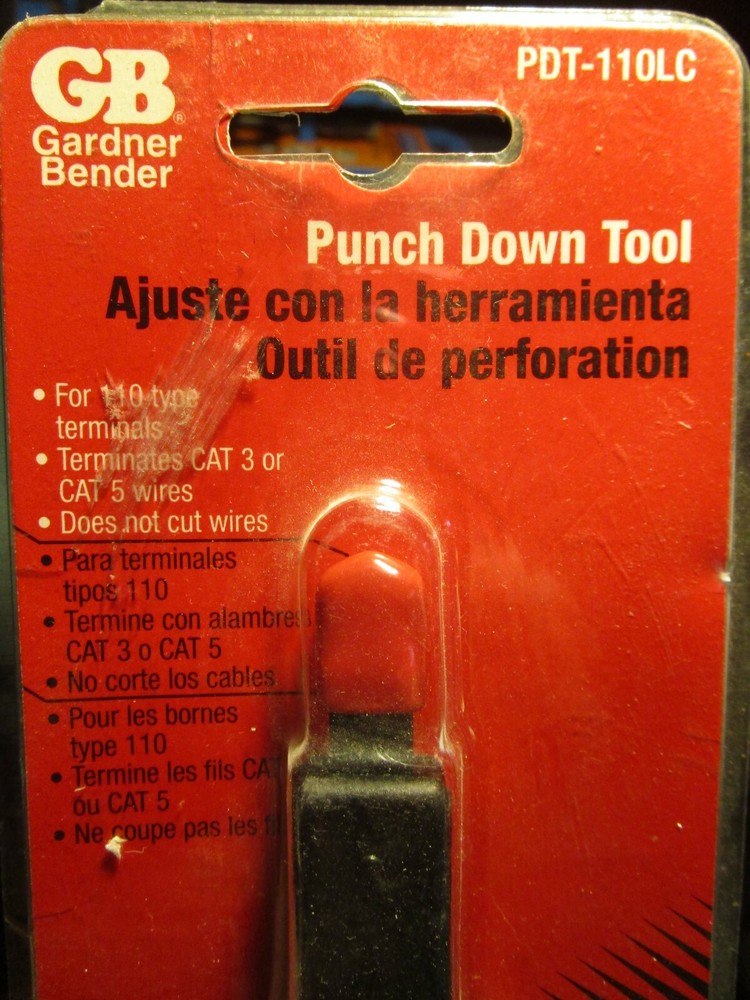 GB®
Gardner
Bender
PDT-110LC
Punch Down Tool
Ajuste con la herramienta
Outil de perforation
• For 110 type
terminals
• Terminates CAT 3 or
CAT 5 wires
• Does not cut wires
• Para terminales
tipos 110
• Termine con alambres
CAT 3 o CAT 5
• No corte los cables
• Pour les bornes
type 110
• Termine les fils CAT
ou CAT 5
• Ne coupe pas les